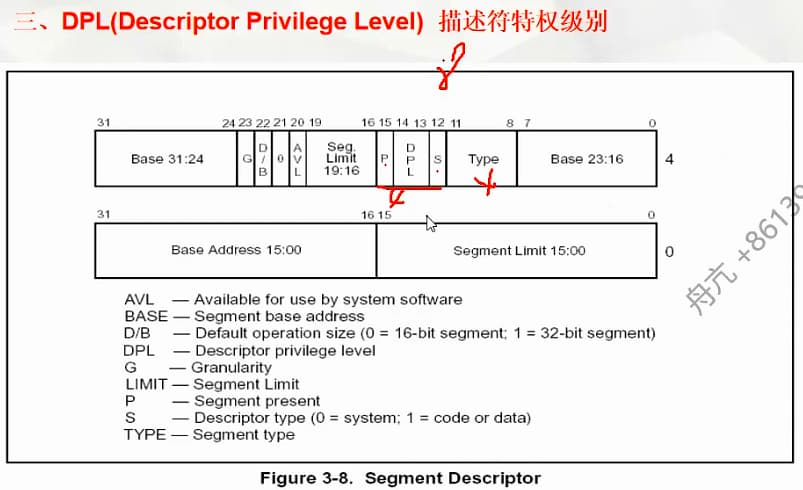 三、DPL(Descriptor Privilege Level) 描述符特权级别
31 24 23 22 21 20 19 16 15 14 13 12 11 8 7 0
Base 31:24 G D/B 0 AVL Seg. Limit 19:16 P DPL S Type Base 23:16 4
31 16 15 0
Base Address 15:00 Segment Limit 15:00 0
AVL — Available for use by system software
BASE — Segment base address
D/B — Default operation size (0 = 16-bit segment; 1 = 32-bit segment)
DPL — Descriptor privilege level
G — Granularity
LIMIT — Segment Limit
P — Segment present
S — Descriptor type (0 = system; 1 = code or data)
TYPE — Segment type
Figure 3-8. Segment Descriptor
舟亢 +86139